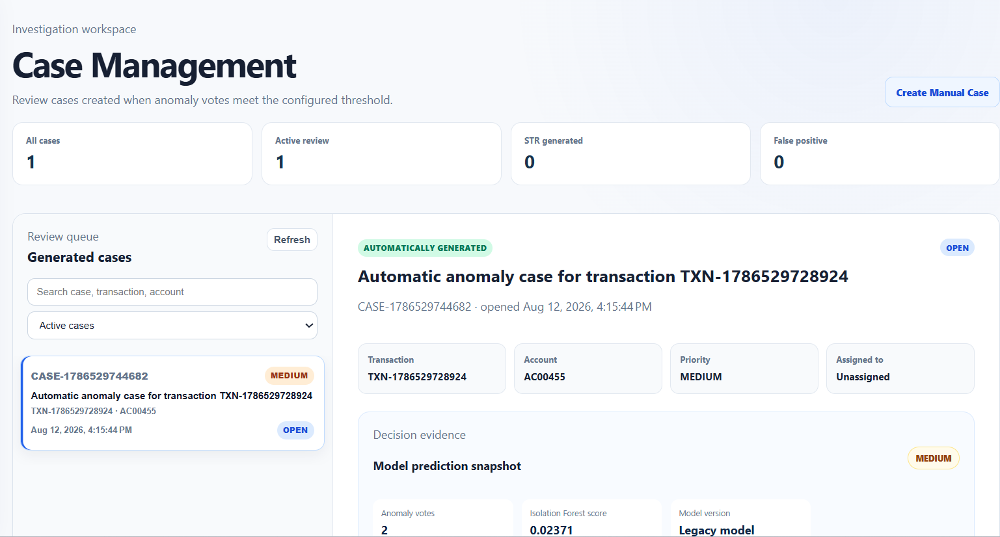 Investigation workspace
Case Management
Review cases created when anomaly votes meet the configured threshold.
Create Manual Case
All cases
1
Active review
1
STR generated
0
False positive
0
Review queue
Generated cases
Refresh
Search case, transaction, account
Active cases
CASE-1786529744682
MEDIUM
Automatic anomaly case for transaction TXN-1786529728924
TXN-1786529728924 · AC00455
Aug 12, 2026, 4:15:44 PM
OPEN
AUTOMATICALLY GENERATED
OPEN
Automatic anomaly case for transaction TXN-1786529728924
CASE-1786529744682 · opened Aug 12, 2026, 4:15:44 PM
Transaction
TXN-1786529728924
Account
AC00455
Priority
MEDIUM
Assigned to
Unassigned
Decision evidence
Model prediction snapshot
MEDIUM
Anomaly votes
2
Isolation Forest score
0.02371
Model version
Legacy model